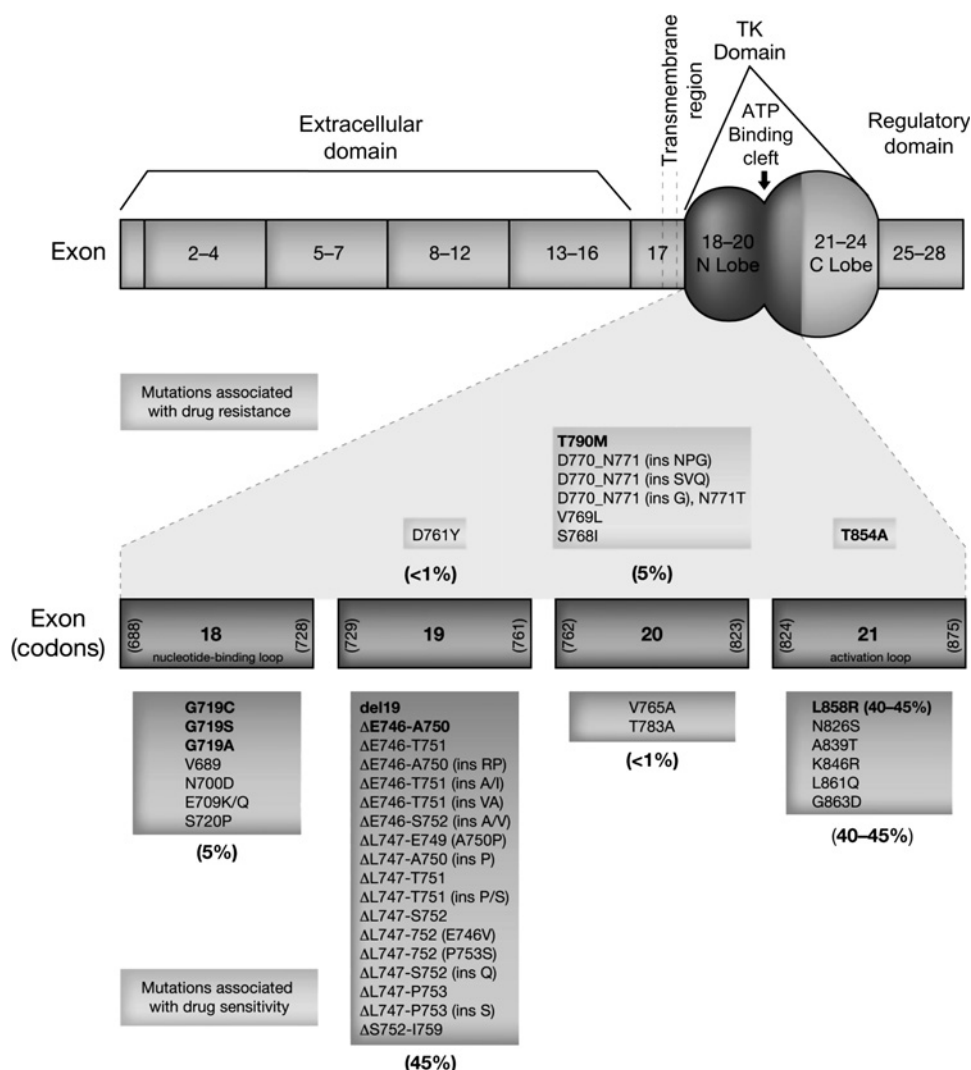 TK
Domain
Transmembrane
region
ATP
Binding
cleft
Extracellular
domain
Regulatory
domain
Exon
2–4
5–7
8–12
13–16
17
18–20
N Lobe
21–24
C Lobe
25–28
Mutations associated
with drug resistance
T790M
D770_N771 (ins NPG)
D770_N771 (ins SVQ)
D770_N771 (ins G), N771T
V769L
S768I
D761Y
T854A
(<1%)
(5%)
Exon
(codons)
(688)
18
nucleotide-binding loop
(728)
(729)
19
(761)
(762)
20
(823)
(824)
21
activation loop
(875)
G719C
G719S
G719A
V689
N700D
E709K/Q
S720P
(5%)
del19
ΔE746-A750
ΔE746-T751
ΔE746-A750 (ins RP)
ΔE746-T751 (ins A/I)
ΔE746-T751 (ins VA)
ΔE746-S752 (ins A/V)
ΔL747-E749 (A750P)
ΔL747-A750 (ins P)
ΔL747-T751
ΔL747-T751 (ins P/S)
ΔL747-S752
ΔL747-752 (E746V)
ΔL747-752 (P753S)
ΔL747-S752 (ins Q)
ΔL747-P753
ΔL747-P753 (ins S)
ΔS752-I759
(45%)
V765A
T783A
(<1%)
L858R (40–45%)
N826S
A839T
K846R
L861Q
G863D
(40–45%)
Mutations associated
with drug sensitivity